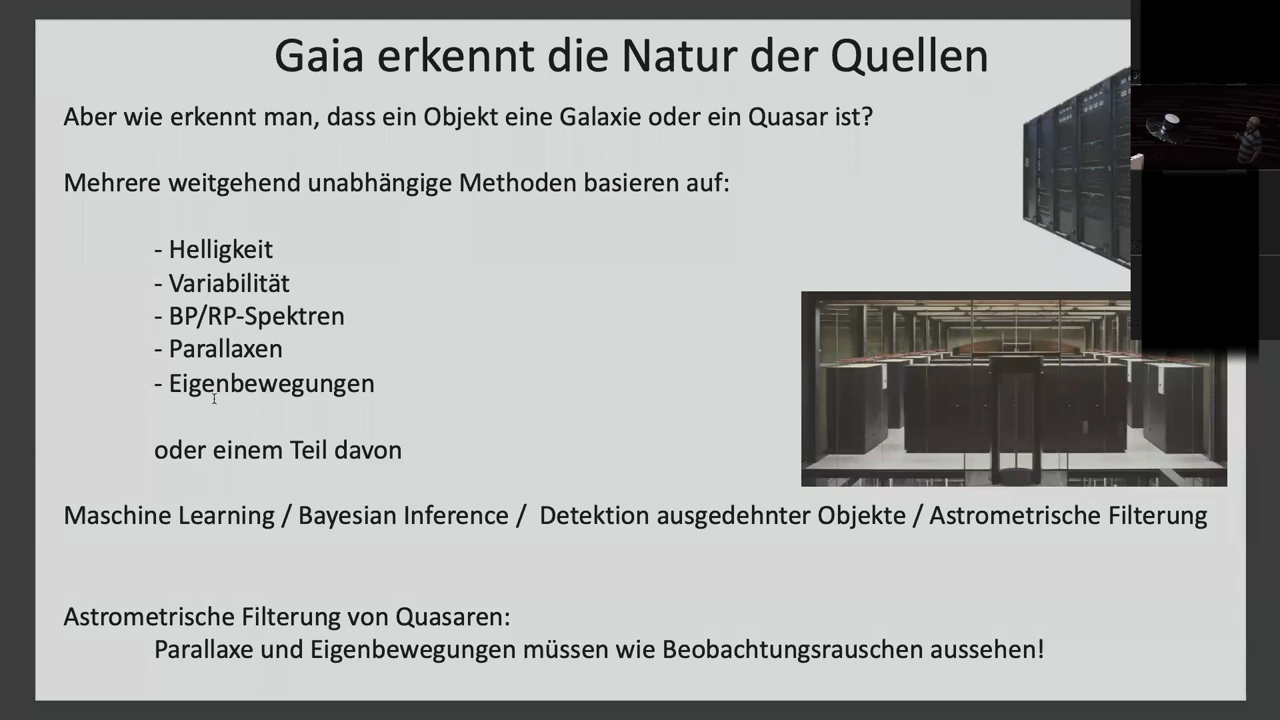 Gaia erkennt die Natur der Quellen
Aber wie erkennt man, dass ein Objekt eine Galaxie oder ein Quasar ist?
Mehrere weitgehend unabhängige Methoden basieren auf:
- Helligkeit
- Variabilität
- BP/RP-Spektren
- Parallaxen
- Eigenbewegungen
oder einem Teil davon
Maschine Learning / Bayesian Inference / Detektion ausgedehnter Objekte / Astrometrische Filterung
Astrometrische Filterung von Quasaren:
Parallaxe und Eigenbewegungen müssen wie Beobachtungsrauschen aussehen!